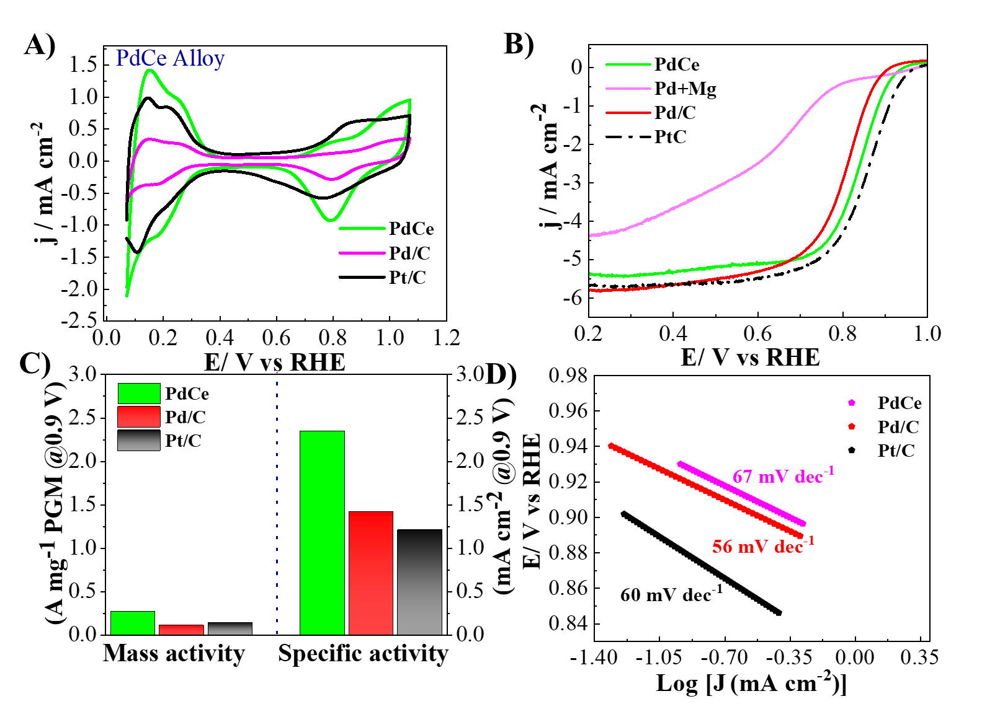 A)
PdCe Alloy
1.5
1.0
0.5
0.0
-0.5
-1.0
-1.5
-2.0
-2.5
j / mA cm-2
PdCe
Pd/C
Pt/C
0.0 0.2 0.4 0.6 0.8 1.0 1.2
E/ V vs RHE
B)
0
-1
-2
-3
-4
-5
-6
j / mA cm-2
PdCe
Pd+Mg
Pd/C
PtC
0.2 0.4 0.6 0.8 1.0
E/ V vs RHE
C)
3.0
2.5
2.0
1.5
1.0
0.5
0.0
(A mg-1 PGM @0.9 V)
PdCe
Pd/C
Pt/C
3.0
2.5
2.0
1.5
1.0
0.5
0.0
(mA cm-2 @0.9 V)
Mass activity Specific activity
D)
0.98
0.96
0.94
0.92
0.90
0.88
0.86
0.84
E/ V vs RHE
PdCe
Pd/C
Pt/C
67 mV dec-1
56 mV dec-1
60 mV dec-1
-1.40 -1.05 -0.70 -0.35 0.00 0.35
Log [J (mA cm-2)]